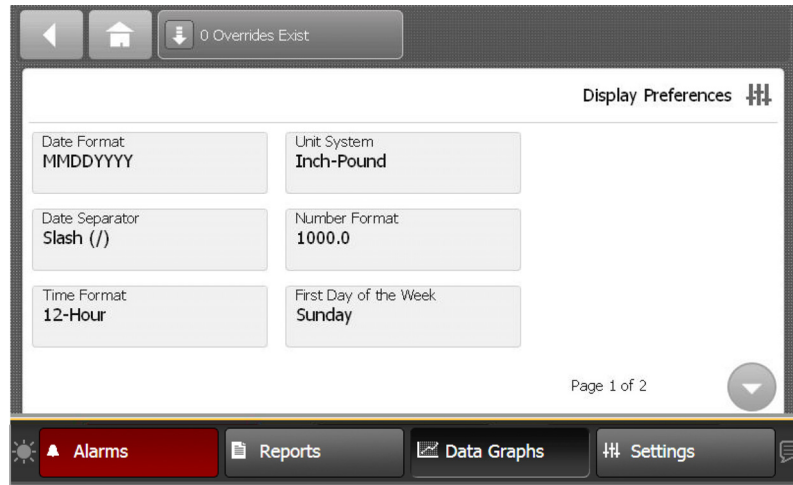 0 Overrides Exist
Display Preferences
Date Format
MMDDYYYY
Unit System
Inch-Pound
Date Separator
Slash (/)
Number Format
1000.0
Time Format
12-Hour
First Day of the Week
Sunday
Page 1 of 2
Alarms
Reports
Data Graphs
Settings